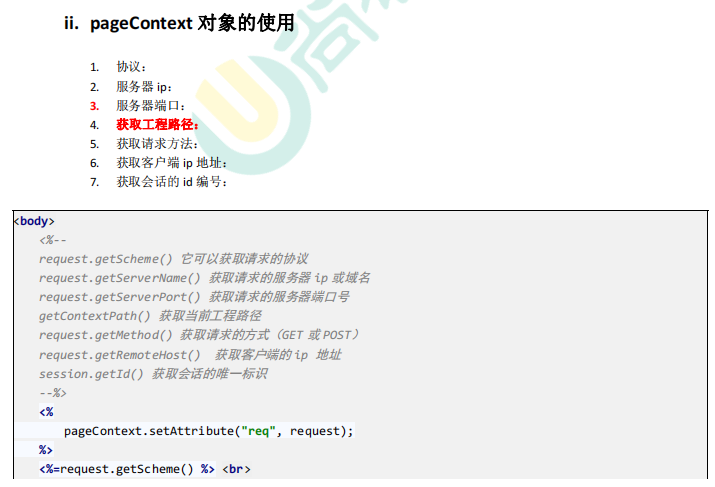 ii. pageContext 对象的使用
1. 协议：
2. 服务器 ip：
3. 服务器端口：
4. 获取工程路径：
5. 获取请求方法：
6. 获取客户端 ip 地址：
7. 获取会话的 id 编号：
<body>
<%--
request.getScheme() 它可以获取请求的协议
request.getServerName() 获取请求的服务器 ip 或域名
request.getServerPort() 获取请求的服务器端口号
getContextPath() 获取当前工程路径
request.getMethod() 获取请求的方式（GET 或 POST）
request.getRemoteHost() 获取客户端的 ip 地址
session.getId() 获取会话的唯一标识
--%>
<%
pageContext.setAttribute("req", request);
%>
<%=request.getScheme() %> <br>